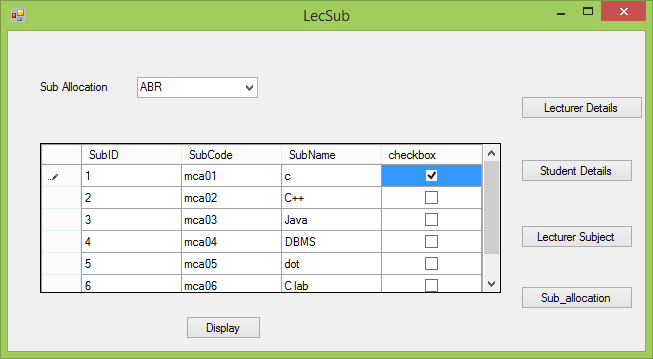 LecSub
Sub Allocation ABR
Lecturer Details
SubID SubCode SubName checkbox
1 mca01 c
Student Details
2 mca02 C++
3 mca03 Java
Lecturer Subject
4 mca04 DBMS
5 mca05 dot
6 mca06 C lab
Sub_allocation
Display